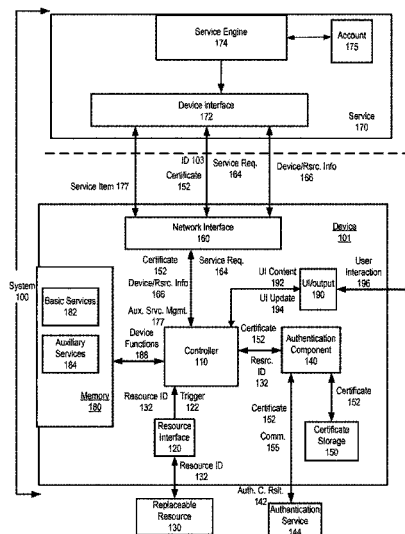 Service Engine
174
Account
175
Device Interface
172
Service
170
ID 103
Certificate
152
Service Req.
164
Device/Rsrc. Info
166
Service Item 177
Network Interface
160
Device
101
System
100
Certificate
152
Service Req.
164
Device/Rsrc. Info
166
Aux. Srvc. Mgmt.
177
UI Content
192
UI Update
194
UI/output
190
User
Interaction
196
Basic Services
182
Auxiliary
Services
184
Memory
180
Device
Functions
188
Controller
110
Certificate
152
Resrc.
ID
132
Authentication
Component
140
Resource ID
132
Trigger
122
Certificate
152
Comm.
155
Certificate
152
Resource
Interface
120
Certificate
Storage
150
Resource ID
132
Auth. C. Rslt.
142
Replaceable
Resource
130
Authentication
Service
144